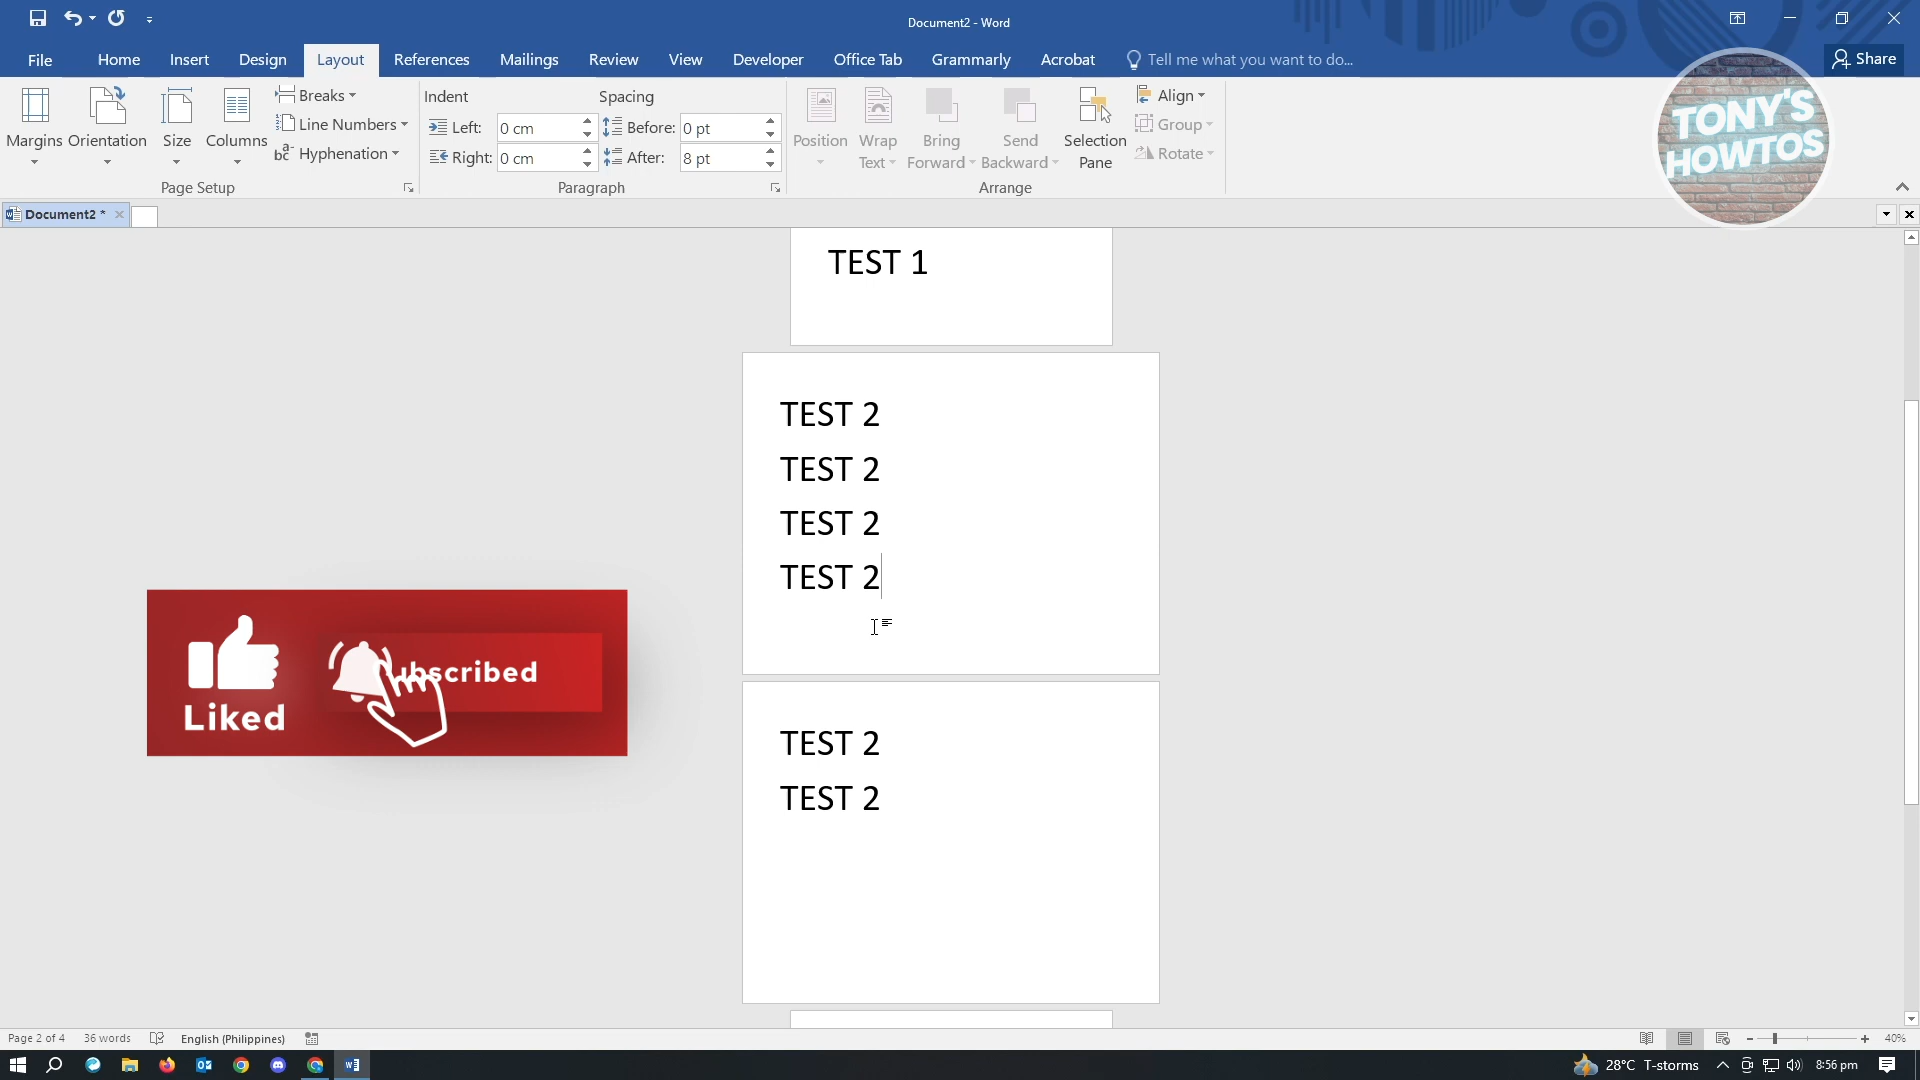 Document2 - Word
File Home Insert Design Layout References Mailings Review View Developer Office Tab Grammarly Acrobat Tell me what you want to do... Share
Margins Orientation Size Columns
Breaks
Line Numbers
Hyphenation
Page Setup
Indent Spacing
Left: 0 cm Before: 0 pt
Right: 0 cm After: 8 pt
Paragraph
Position Wrap Text Bring Forward Send Backward Selection Pane
Align
Group
Rotate
Arrange
TONY'S
HOWTOS
Document2 *
TEST 1
TEST 2
TEST 2
TEST 2
TEST 2
TEST 2
TEST 2
Liked
ubscribed
Page 2 of 4 36 words English (Philippines) 40%
28°C T-storms 8:56 pm